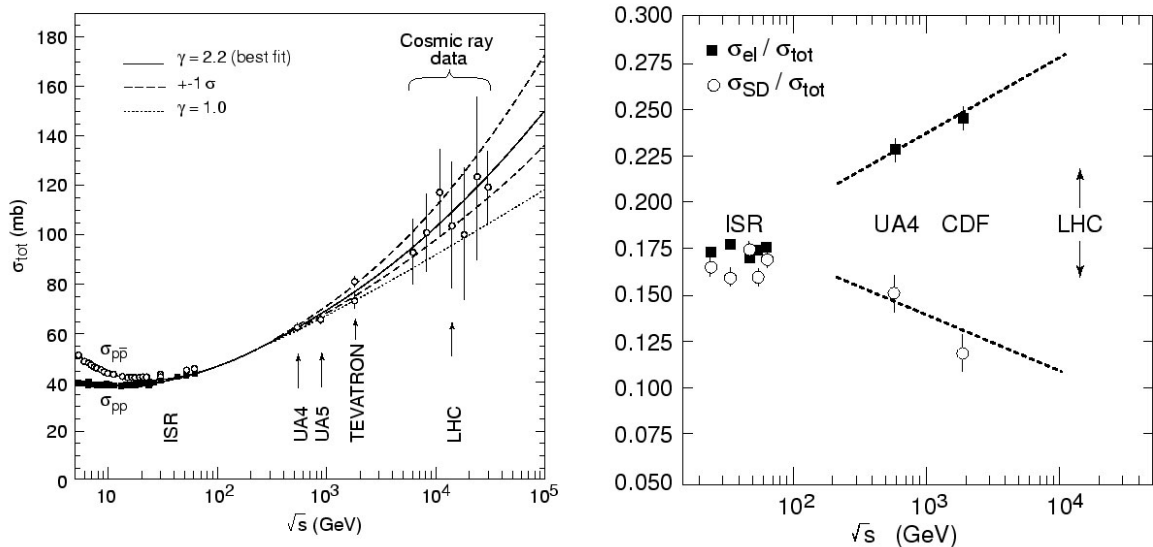 180
160
140
120
100
80
60
40
20
0
σtot (mb)
γ = 2.2 (best fit)
+-1 σ
γ = 1.0
Cosmic ray
data
σpp̄
σpp
ISR
UA4
UA5
TEVATRON
LHC
10
10²
10³
10⁴
10⁵
√s (GeV)
0.300
0.275
0.250
0.225
0.200
0.175
0.150
0.125
0.100
0.075
0.050
σel / σtot
σSD / σtot
ISR
UA4
CDF
LHC
10²
10³
10⁴
√s (GeV)